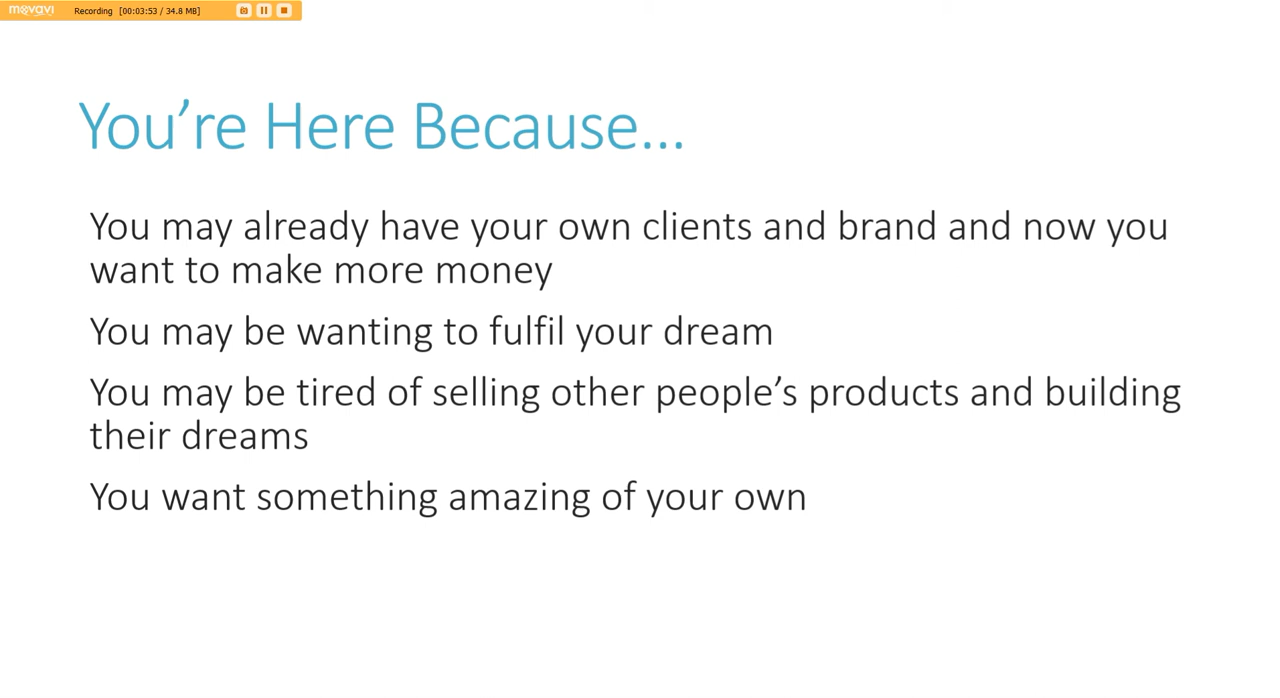 movavi Recording [00:03:53 / 34.8 MB]
You're Here Because...
You may already have your own clients and brand and now you
want to make more money
You may be wanting to fulfil your dream
You may be tired of selling other people's products and building
their dreams
You want something amazing of your own